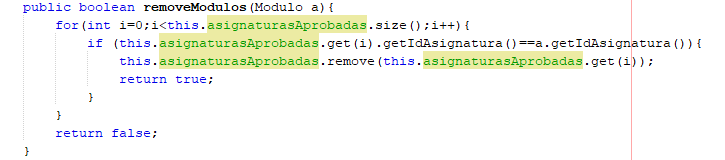 public boolean removeModulos(Modulo a){
for(int i=0;i<this.asignaturasAprobadas.size();i++){
if (this.asignaturasAprobadas.get(i).getIdAsignatura()==a.getIdAsignatura()){
this.asignaturasAprobadas.remove(this.asignaturasAprobadas.get(i));
return true;
}
}
return false;
}